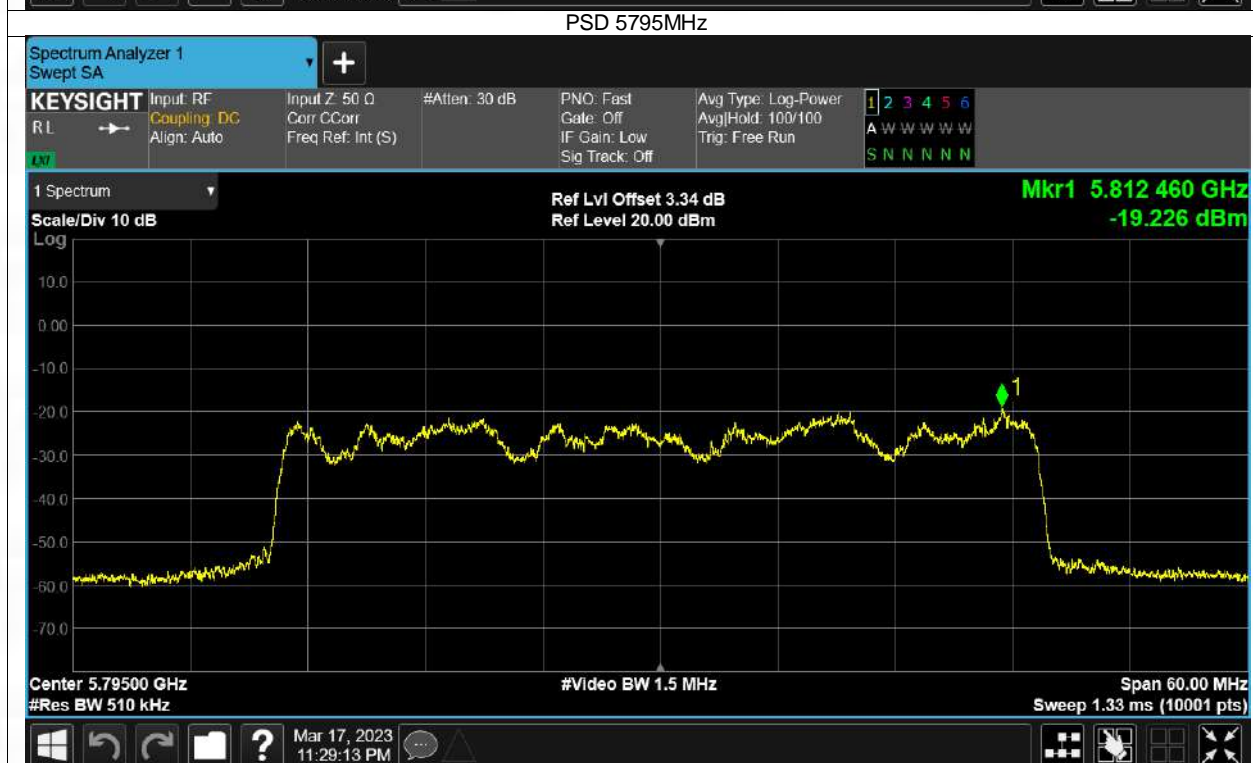 PSD 5795MHz
Spectrum Analyzer 1
Swept SA
KEYSIGHT
RL
LXI
Input: RF
Coupling: DC
Align: Auto
Input Z: 50 Ω
Corr CCorr
Freq Ref: Int (S)
#Atten: 30 dB
PNO: Fast
Gate: Off
IF Gain: Low
Sig Track: Off
Avg Type: Log-Power
Avg|Hold: 100/100
Trig: Free Run
1 2 3 4 5 6
A W W W W W
S N N N N N
1 Spectrum
Scale/Div 10 dB
Log
Ref Lvl Offset 3.34 dB
Ref Level 20.00 dBm
Mkr1 5.812 460 GHz
-19.226 dBm
10.0
0.00
-10.0
-20.0
-30.0
-40.0
-50.0
-60.0
-70.0
1
Center 5.79500 GHz
#Res BW 510 kHz
#Video BW 1.5 MHz
Span 60.00 MHz
Sweep 1.33 ms (10001 pts)
?
Mar 17, 2023
11:29:13 PM